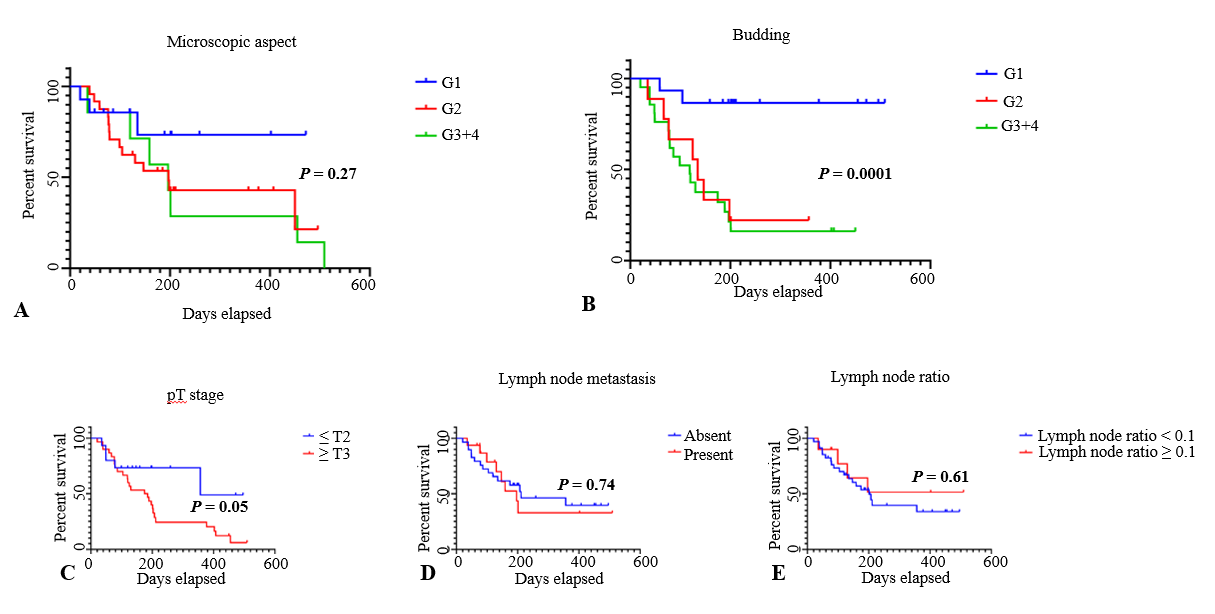 Microscopic aspect
Percent survival
100
50
0
0 200 400 600
Days elapsed
G1
G2
G3+4
P = 0.27
A
Budding
Percent survival
100
50
0
0 200 400 600
Days elapsed
G1
G2
G3+4
P = 0.0001
B
pT stage
Percent survival
100
50
0
0 200 400 600
Days elapsed
≤ T2
≥ T3
P = 0.05
C
Lymph node metastasis
Percent survival
100
50
0
0 200 400 600
Days elapsed
Absent
Present
P = 0.74
D
Lymph node ratio
Percent survival
100
50
0
0 200 400 600
Days elapsed
Lymph node ratio < 0.1
Lymph node ratio ≥ 0.1
P = 0.61
E